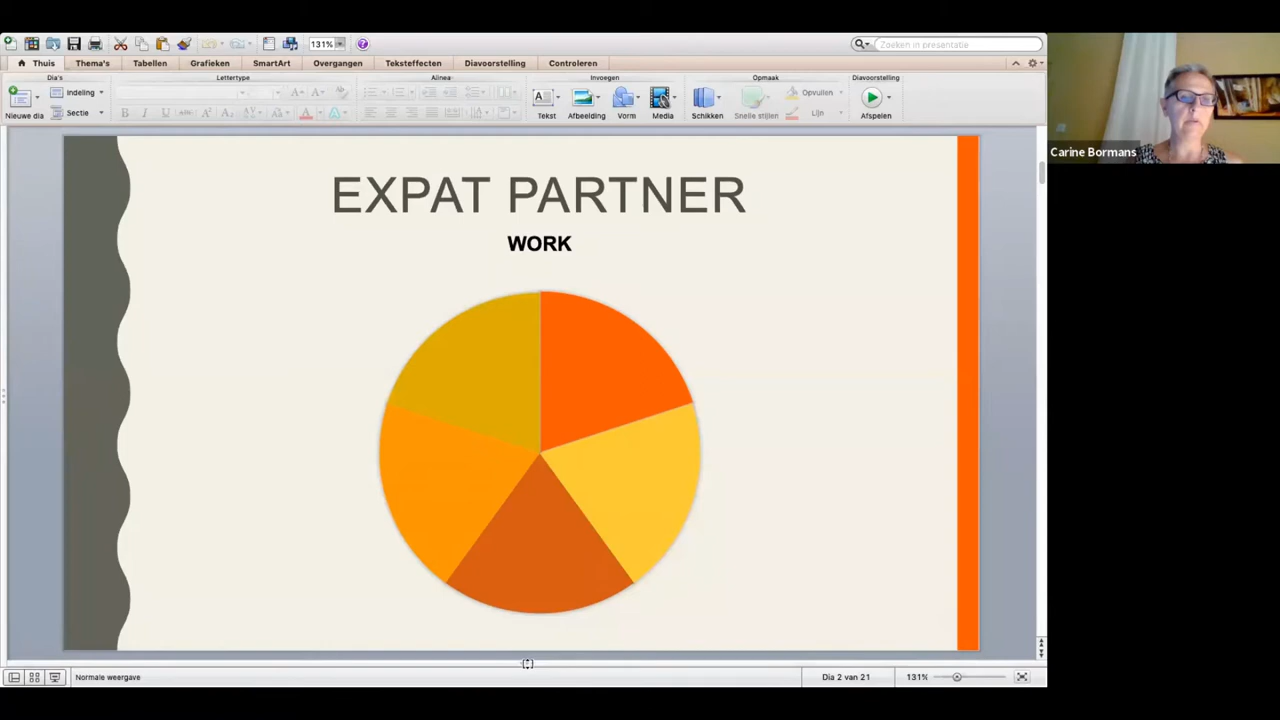 131%
Zoeken in presentatie
Thuis Thema's Tabellen Grafieken SmartArt Overgangen Teksteffecten Diavoorstelling Controleren
Dia's Lettertype Alinea Invoegen Opmaak Diavoorstelling
Nieuwe dia
Indeling
Sectie
Tekst Afbeelding Vorm Media Schikken Snelle stijlen
Opvullen
Lijn
Afspelen
Carine Bormans
EXPAT PARTNER
WORK
Normale weergave Dia 2 van 21 131%